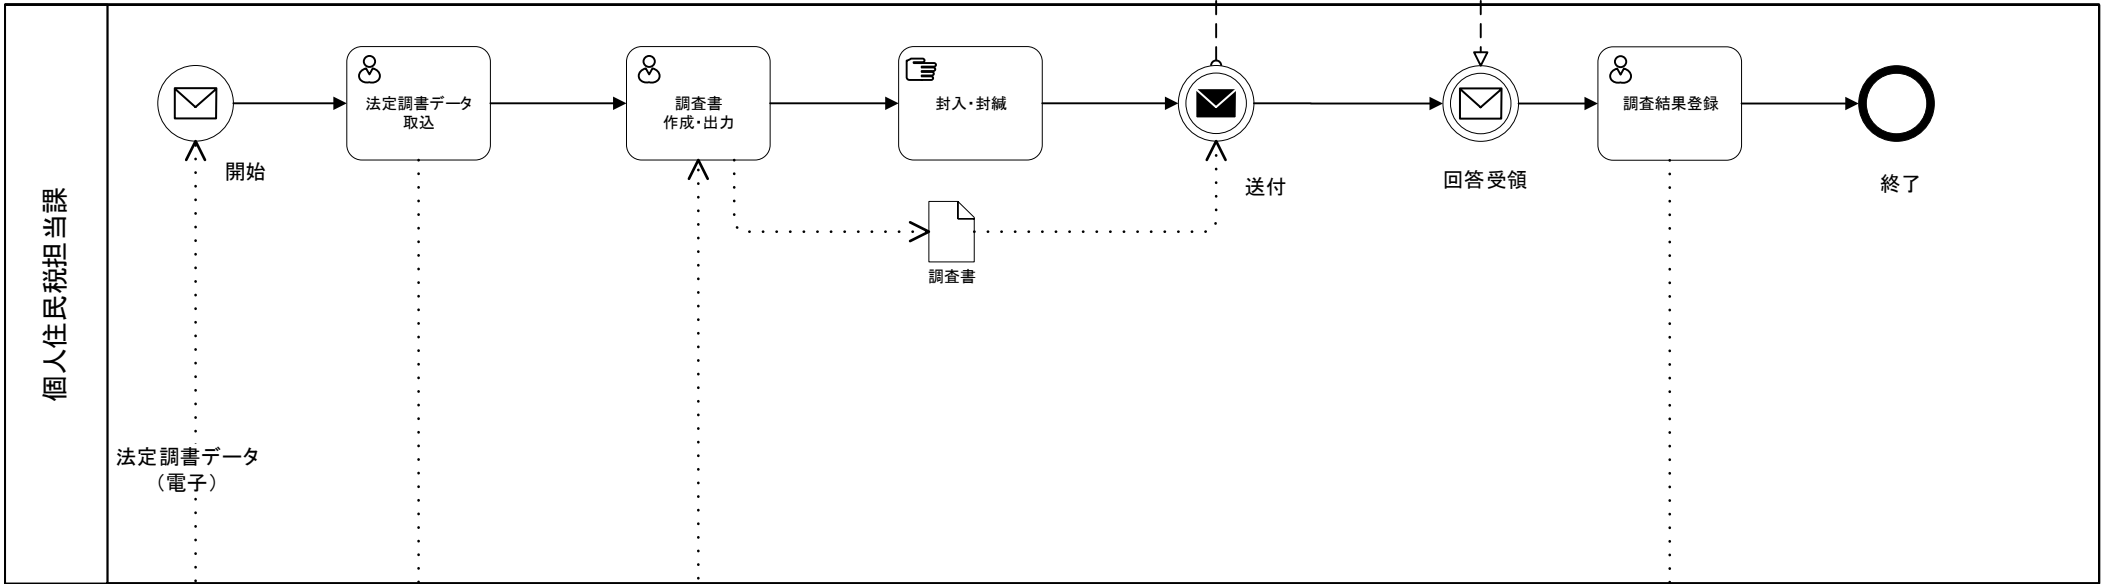 個人住民税担当課
法定調書データ
取込
調査書
作成・出力
封入・封緘
調査結果登録
開始
送付
回答受領
終了
調査書
法定調書データ
（電子）